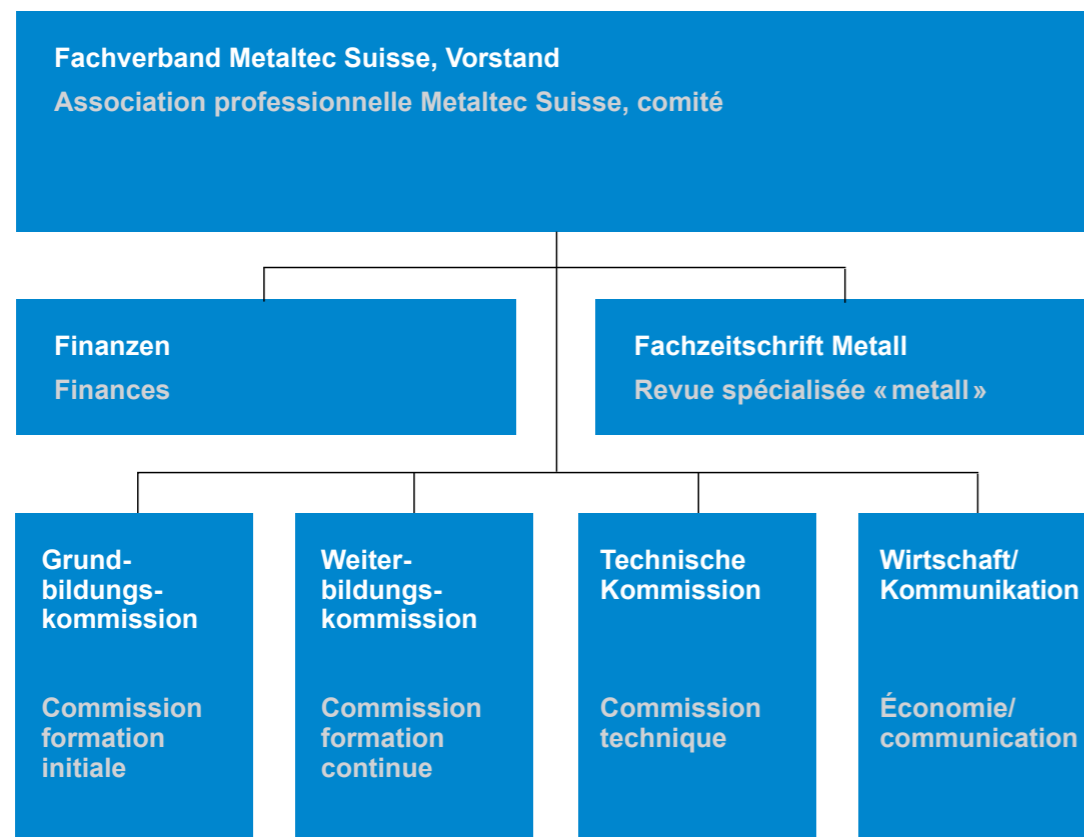 Fachverband Metaltec Suisse, Vorstand
Association professionnelle Metaltec Suisse, comité
Finanzen
Finances
Fachzeitschrift Metall
Revue spécialisée «metall»
Grund-
bildungs-
kommission
Commission
formation
initiale
Weiter-
bildungs-
kommission
Commission
formation
continue
Technische
Kommission
Commission
technique
Wirtschaft/
Kommunikation
Économie/
communication